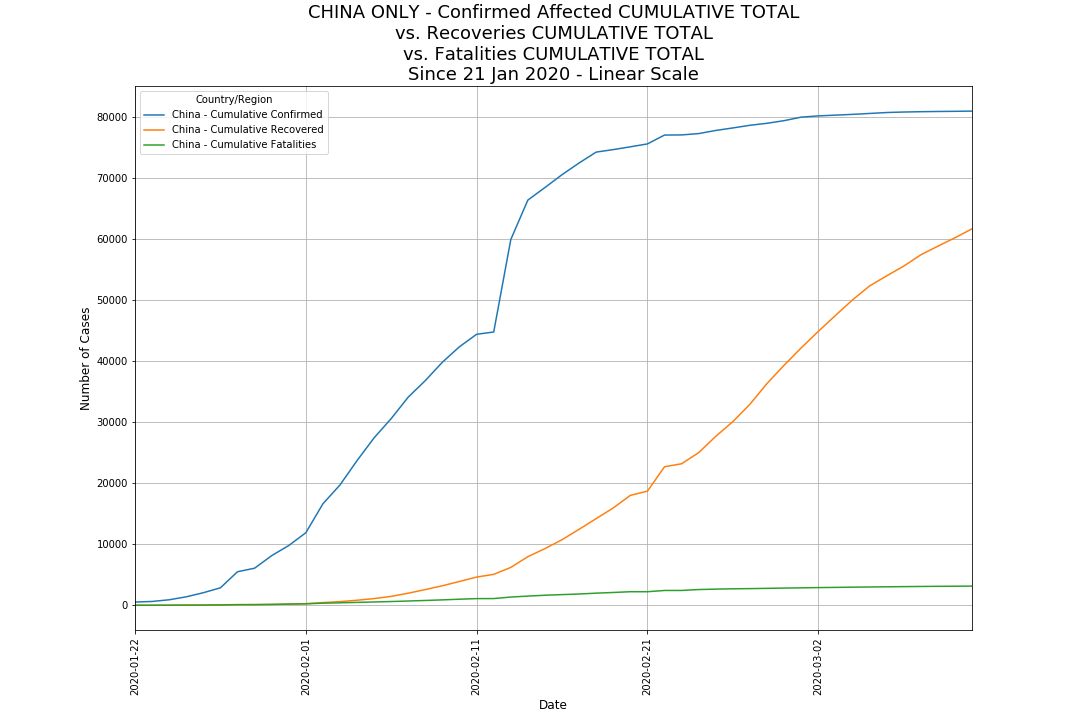 CHINA ONLY - Confirmed Affected CUMULATIVE TOTAL
vs. Recoveries CUMULATIVE TOTAL
vs. Fatalities CUMULATIVE TOTAL
Since 21 Jan 2020 - Linear Scale
Country/Region
China - Cumulative Confirmed
China - Cumulative Recovered
China - Cumulative Fatalities
80000
70000
60000
50000
40000
30000
20000
10000
0
Number of Cases
2020-01-22
2020-02-01
2020-02-11
2020-02-21
2020-03-02
Date